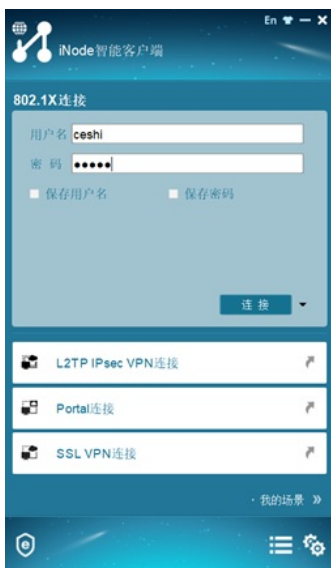 En
iNode智能客户端
802.1X连接
用户名 ceshi
密 码 •••••
保存用户名 保存密码
连 接
L2TP IPsec VPN连接
Portal连接
SSL VPN连接
· 我的场景 »